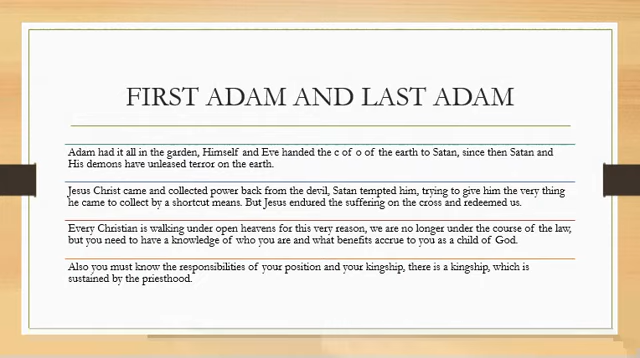 FIRST ADAM AND LAST ADAM
Adam had it all in the garden, Himself and Eve handed the c of o of the earth to Satan, since then Satan and
His demons have unleased terror on the earth.
Jesus Christ came and collected power back from the devil, Satan tempted him, trying to give him the very thing
he came to collect by a shortcut means. But Jesus endured the suffering on the cross and redeemed us.
Every Christian is walking under open heavens for this very reason, we are no longer under the course of the law,
but you need to have a knowledge of who you are and what benefits accrue to you as a child of God.
Also you must know the responsibilities of your position and your kingship, there is a kingship, which is
sustained by the priesthood.